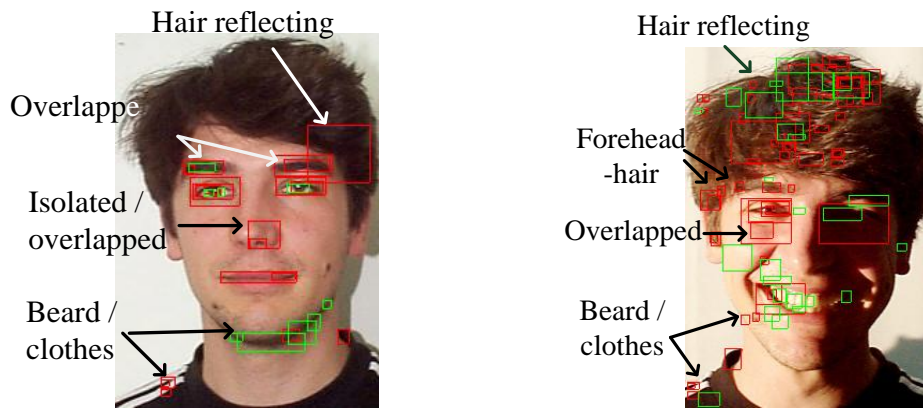 Hair reflecting
Overlappe
Isolated /
overlapped
Beard /
clothes
Hair reflecting
Forehead
-hair
Overlapped
Beard /
clothes